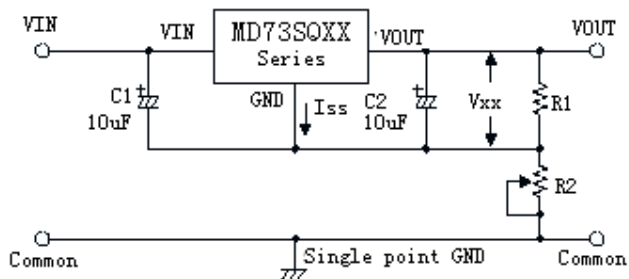 VIN
VIN
MD73SOXX
Series
VOUT
VOUT
C1
10uF
GND
Iss
C2
10uF
Vxx
R1
R2
Common
Single point GND
Common